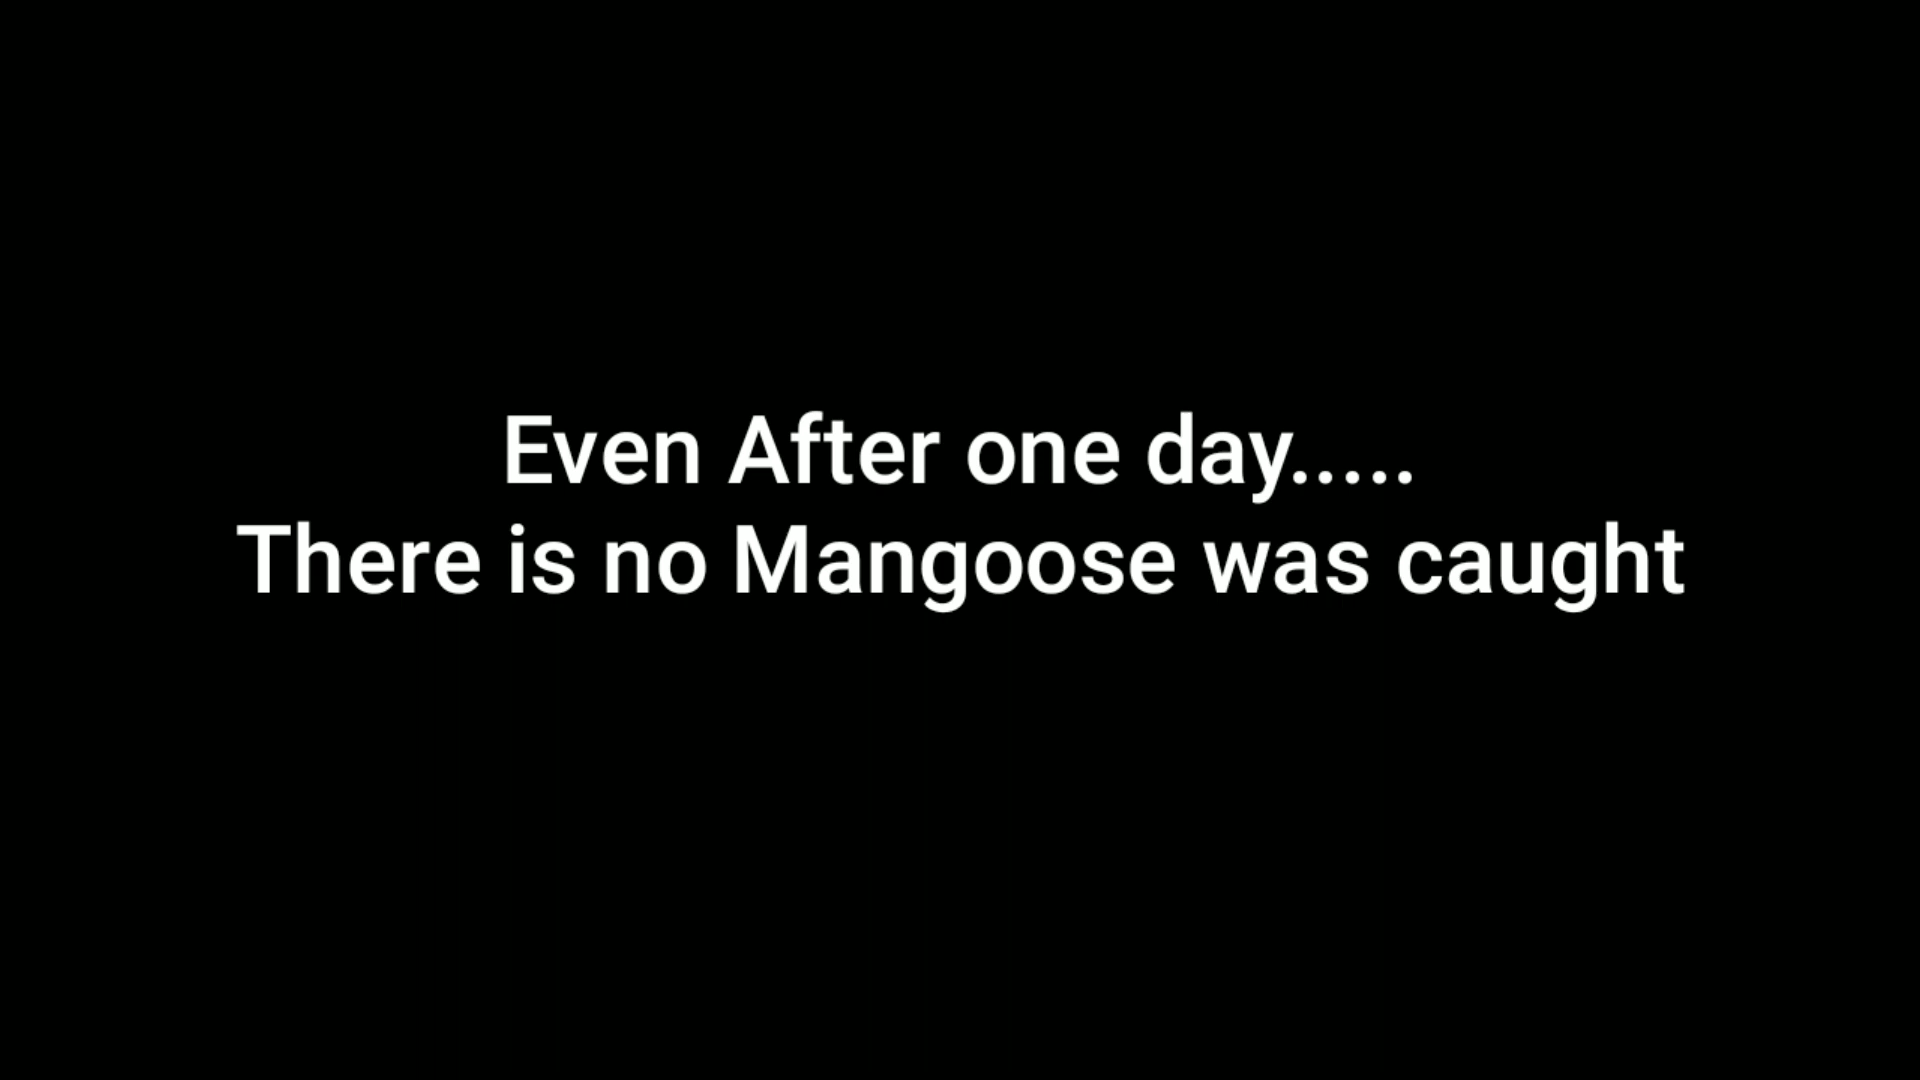 Even After one day.....
There is no Mangoose was caught